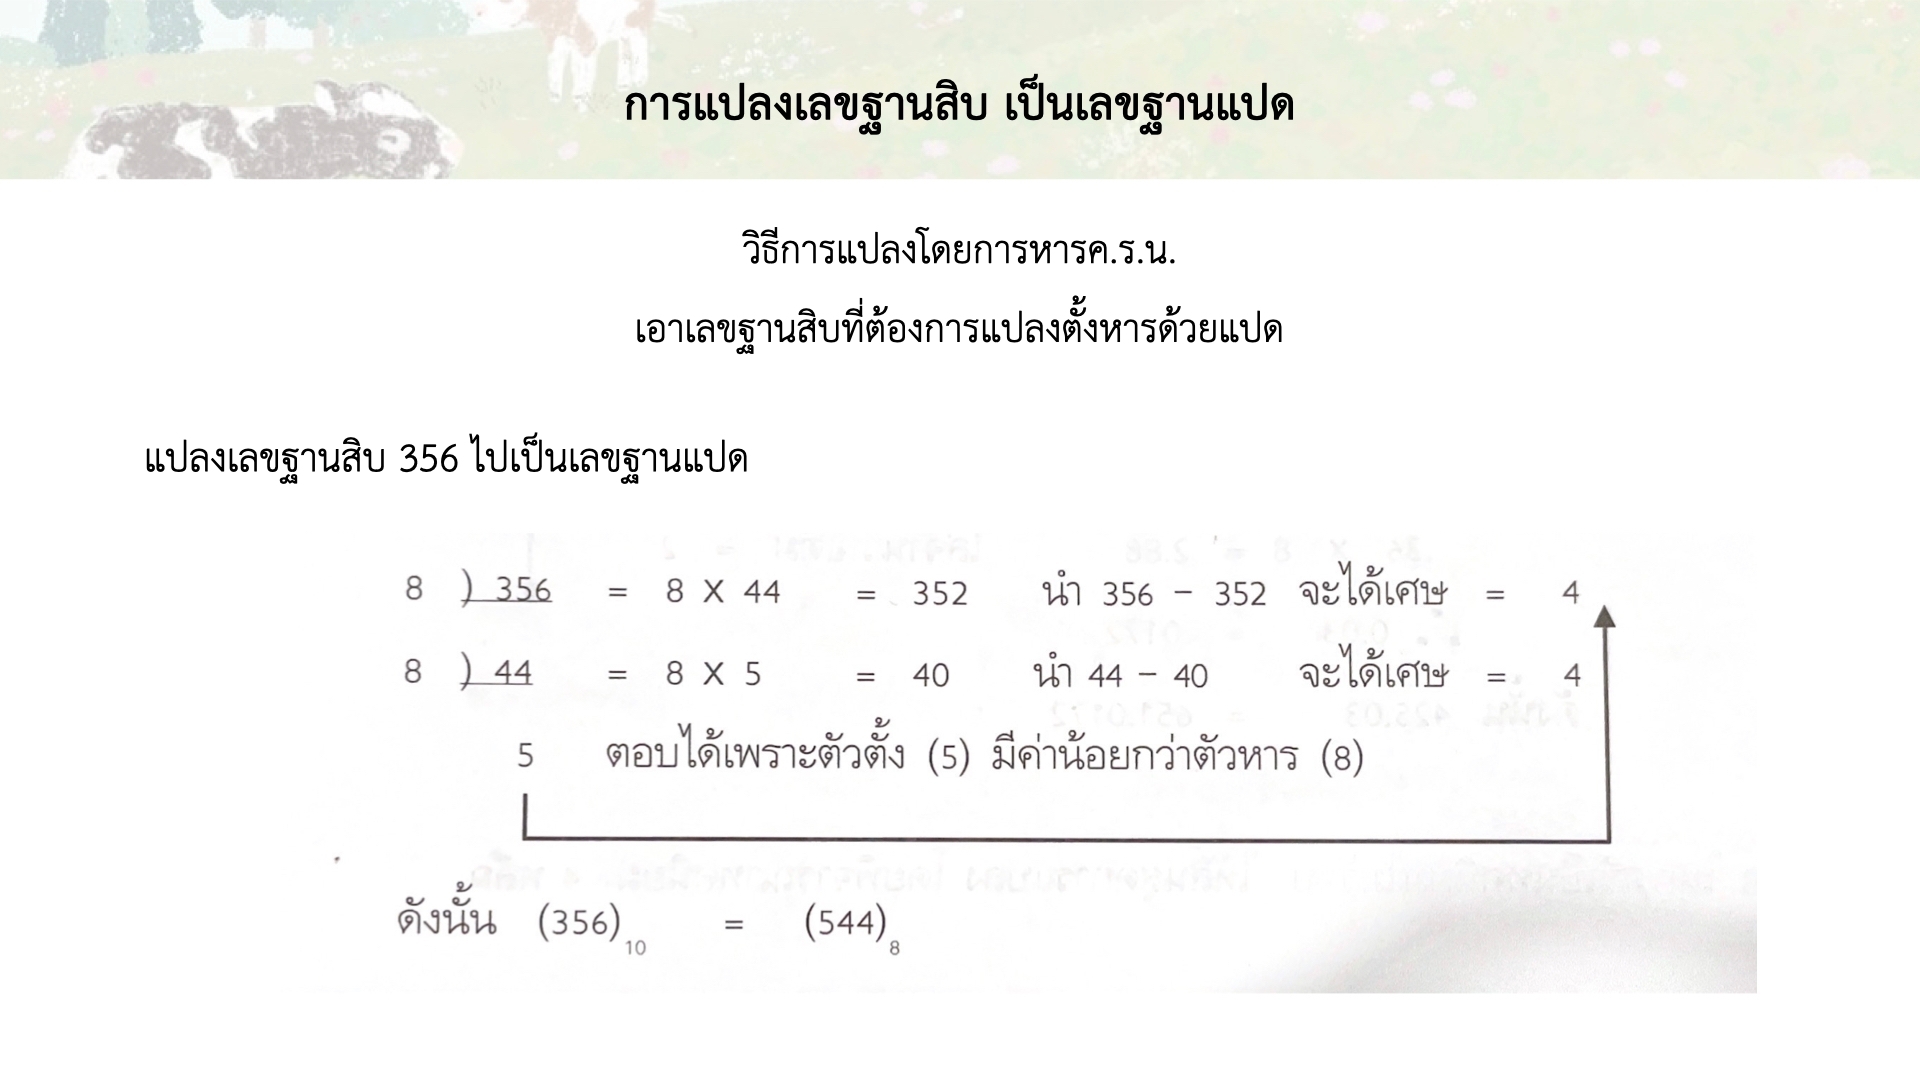 การแปลงเลขฐานสิบ เป็นเลขฐานแปด
วิธีการแปลงโดยการหารค.ร.น.
เอาเลขฐานสิบที่ต้องการแปลงตั้งหารด้วยแปด
แปลงเลขฐานสิบ 356 ไปเป็นเลขฐานแปด
8 ) 356 = 8 X 44 = 352 นำ 356 - 352 จะได้เศษ = 4
8 ) 44 = 8 X 5 = 40 นำ 44 - 40 จะได้เศษ = 4
5 ตอบได้เพราะตัวตั้ง (5) มีค่าน้อยกว่าตัวหาร (8)
ดังนั้น (356)10 = (544)8